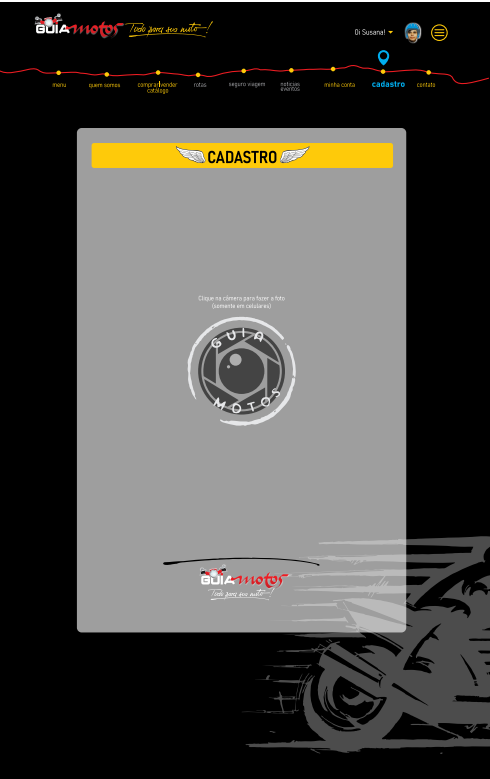 GUIA motos Tudo para sua moto!
Oi Susana!
menu
quem somos
comprar/vender
catálogo
rotas
seguro viagem
notícias
eventos
minha conta
cadastro
contato
CADASTRO
Clique na câmera para fazer a foto
(somente em celulares)
GUIA
MOTOS
GUIA motos
Tudo para sua moto!